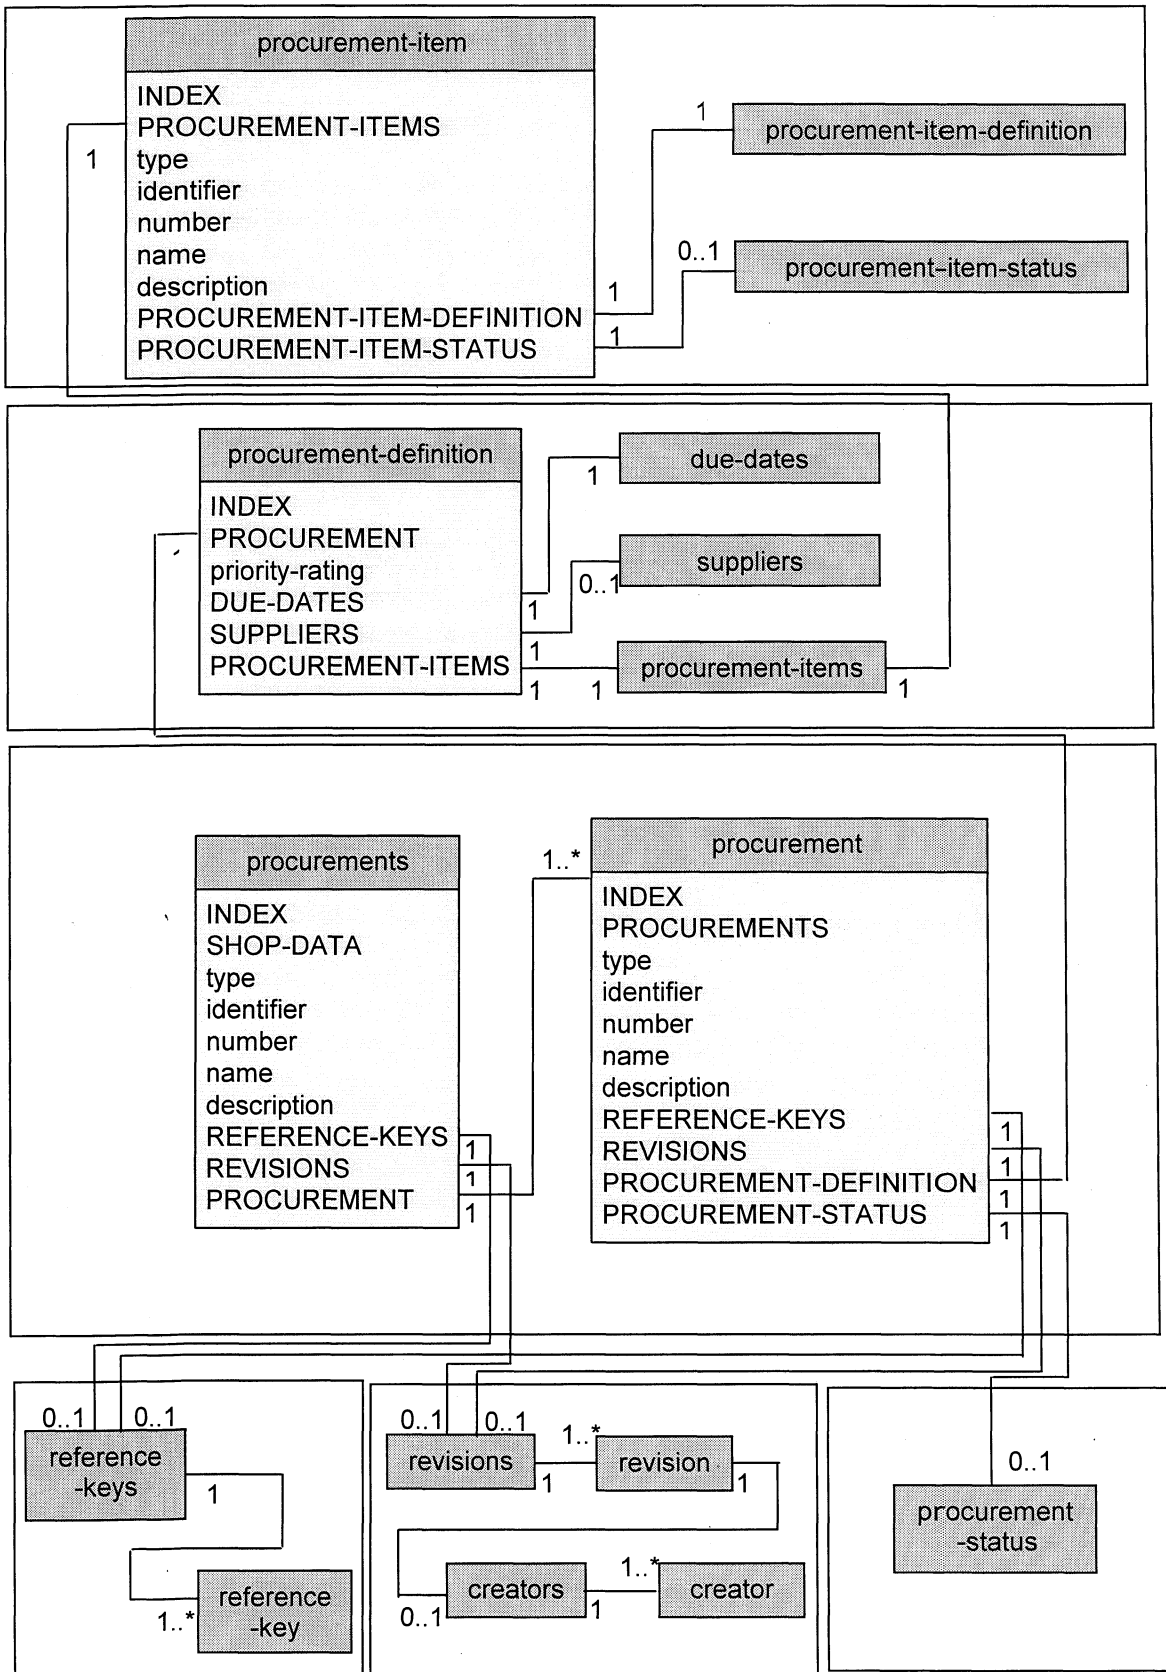 procurement-item
INDEX
PROCUREMENT-ITEMS
type
identifier
number
name
description
PROCUREMENT-ITEM-DEFINITION
PROCUREMENT-ITEM-STATUS
1
1
procurement-item-definition
0..1
procurement-item-status
1
1
procurement-definition
INDEX
PROCUREMENT
priority-rating
DUE-DATES
SUPPLIERS
PROCUREMENT-ITEMS
due-dates
1
suppliers
0..1
1
1
procurement-items
1
1
1
procurements
INDEX
SHOP-DATA
type
identifier
number
name
description
REFERENCE-KEYS
REVISIONS
PROCUREMENT
1
1
1
1..*
procurement
INDEX
PROCUREMENTS
type
identifier
number
name
description
REFERENCE-KEYS
REVISIONS
PROCUREMENT-DEFINITION
PROCUREMENT-STATUS
1
1
1
1
0..1
0..1
reference
-keys
1
1..*
reference
-key
0..1
0..1
revisions
1
1..*
revision
1
0..1
creators
1
1..*
creator
0..1
procurement
-status